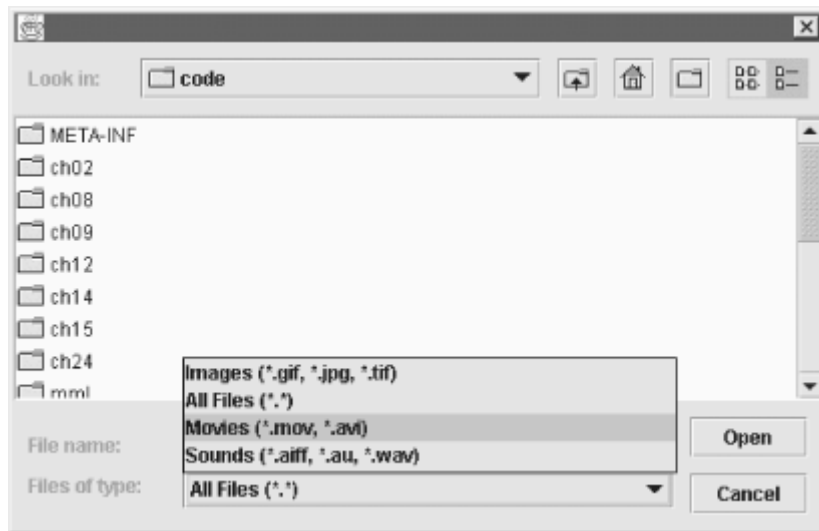 Look in: code
META-INF
ch02
ch08
ch09
ch12
ch14
ch15
ch24
mml
Images (*.gif, *.jpg, *.tif)
All Files (*.*)
Movies (*.mov, *.avi)
Sounds (*.aiff, *.au, *.wav)
File name:
Open
Files of type: All Files (*.*)
Cancel